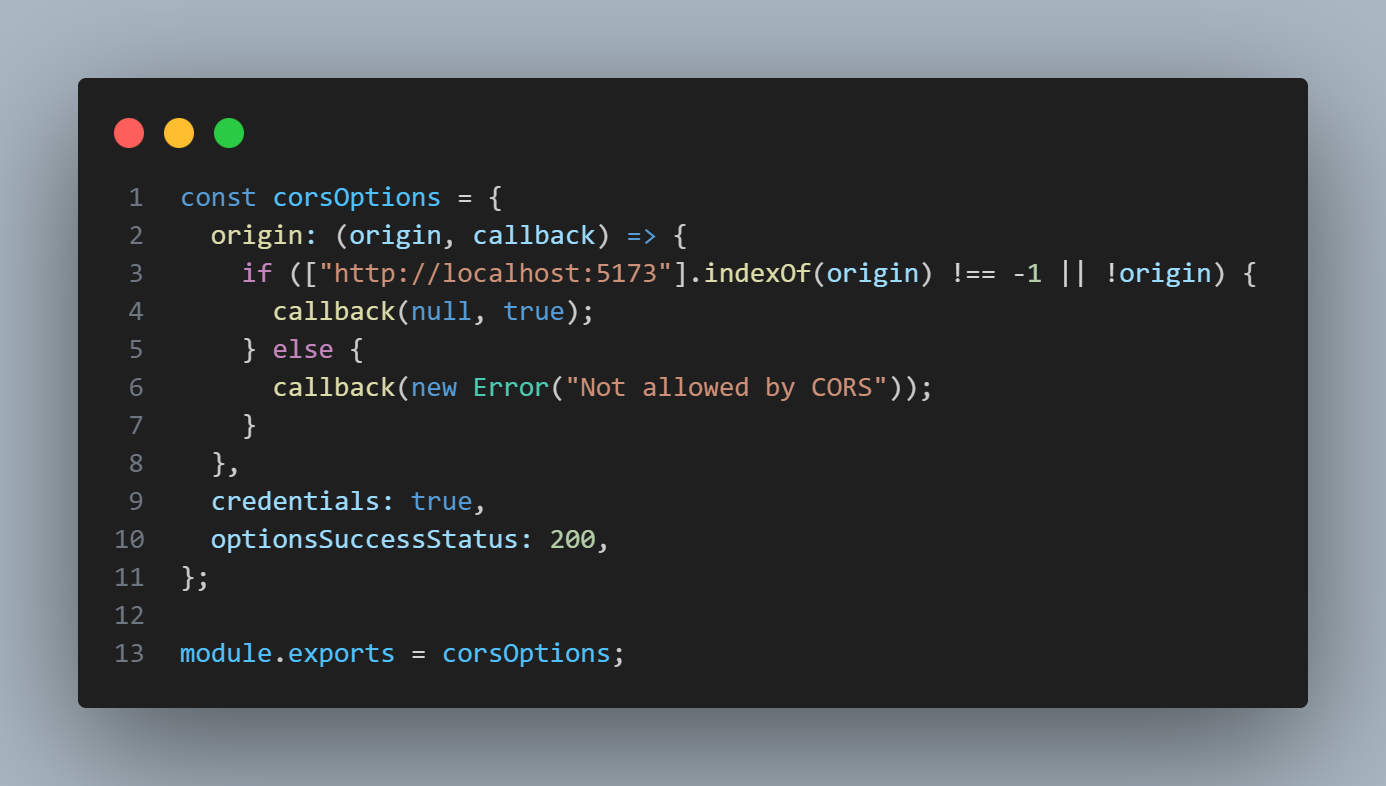 1 const corsOptions = {
2   origin: (origin, callback) => {
3     if (["http://localhost:5173"].indexOf(origin) !== -1 || !origin) {
4       callback(null, true);
5     } else {
6       callback(new Error("Not allowed by CORS"));
7     }
8   },
9   credentials: true,
10   optionsSuccessStatus: 200,
11 };
12
13 module.exports = corsOptions;